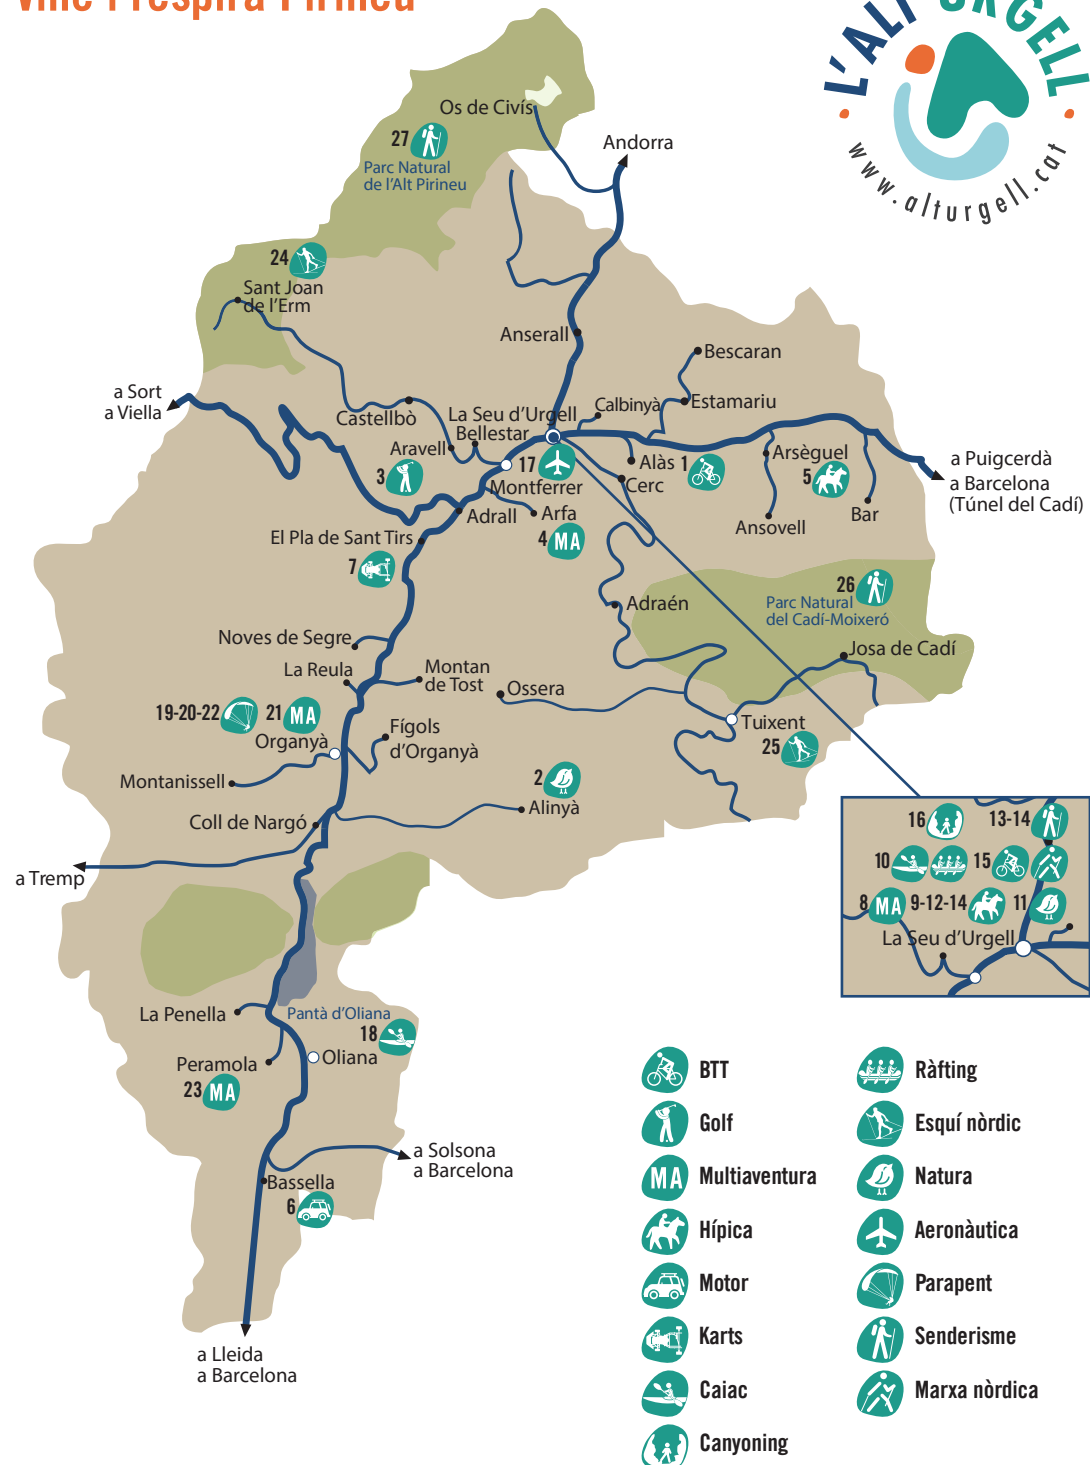 Vine i respira Pirineu
L'ALT URGELL
www.alturgell.cat
Os de Civís
27
Parc Natural
de l'Alt Pirineu
Andorra
24
Sant Joan
de l'Erm
Anserall
Bescaran
a Sort
a Viella
Castellbò
La Seu d'Urgell
Calbinyà
Estamariu
Bellestar
Aravell
3
17
Montferrer
Alàs
1
Cerc
Arsèguel
5
a Puigcerdà
a Barcelona
(Túnel del Cadí)
Adrall
Arfa
4 MA
Ansovell
Bar
El Pla de Sant Tirs
7
26
Parc Natural
del Cadí-Moixeró
Adraén
Noves de Segre
Josa de Cadí
La Reula
Montan
de Tost
Ossera
19-20-22
21 MA
Organyà
Fígols
d'Organyà
Tuixent
25
Montanissell
2
Alinyà
Coll de Nargó
a Tremp
16
13-14
10
15
8 MA
9-12-14
11
La Seu d'Urgell
La Penella
Pantà d'Oliana
18
Peramola
Oliana
23 MA
a Solsona
a Barcelona
Bassella
6
a Lleida
a Barcelona
BTT
Golf
MA Multiaventura
Hípica
Motor
Karts
Caiac
Canyoning
Ràfting
Esquí nòrdic
Natura
Aeronàutica
Parapent
Senderisme
Marxa nòrdica